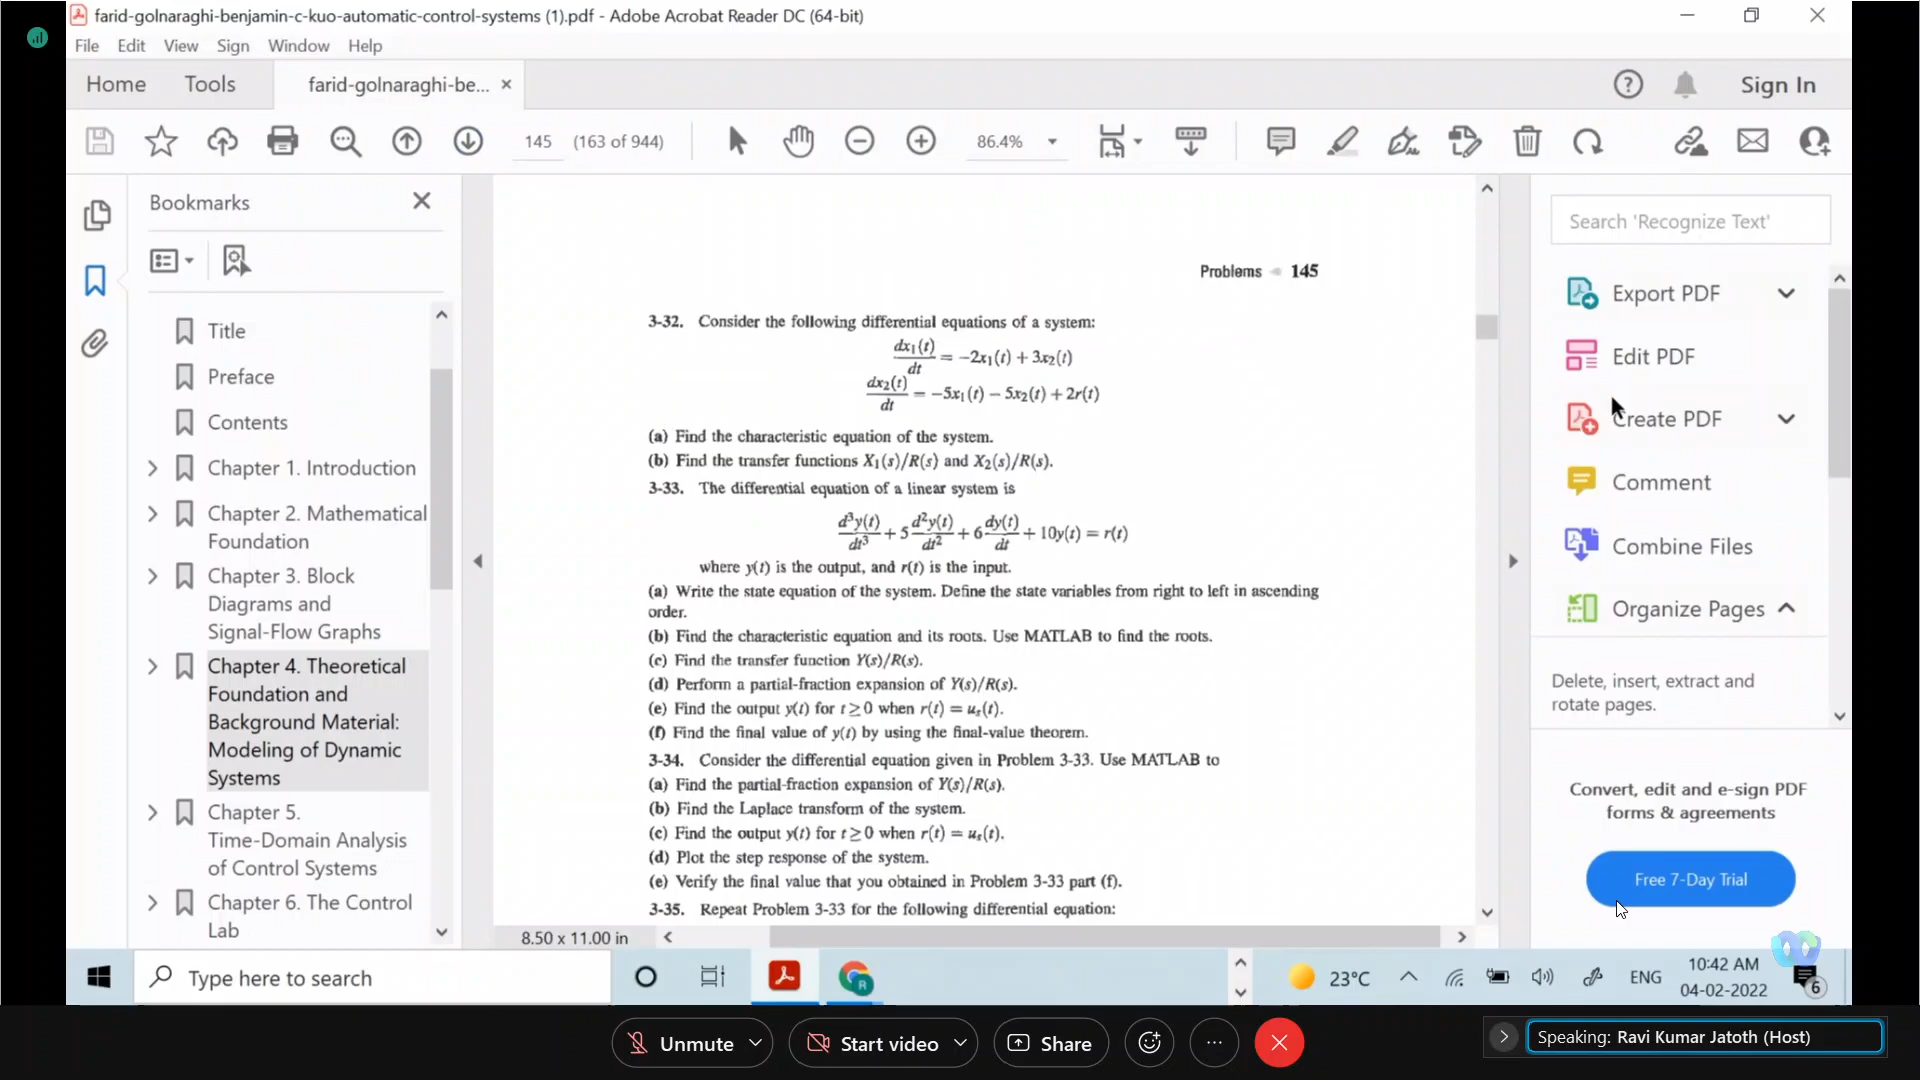 farid-golnaraghi-benjamin-c-kuo-automatic-control-systems (1).pdf - Adobe Acrobat Reader DC (64-bit)
File Edit View Sign Window Help
Home Tools farid-golnaraghi-be... × Sign In
145 (163 of 944) 86.4%
Bookmarks
Title
Preface
Contents
Chapter 1. Introduction
Chapter 2. Mathematical
Foundation
Chapter 3. Block
Diagrams and
Signal-Flow Graphs
Chapter 4. Theoretical
Foundation and
Background Material:
Modeling of Dynamic
Systems
Chapter 5.
Time-Domain Analysis
of Control Systems
Chapter 6. The Control
Lab
Problems 145
3-32. Consider the following differential equations of a system:
dx₁(t)/dt = −2x₁(t) + 3x₂(t)
dx₂(t)/dt = −5x₁(t) − 5x₂(t) + 2r(t)
(a) Find the characteristic equation of the system.
(b) Find the transfer functions X₁(s)/R(s) and X₂(s)/R(s).
3-33. The differential equation of a linear system is
d³y(t)/dt³ + 5 d²y(t)/dt² + 6 dy(t)/dt + 10y(t) = r(t)
where y(t) is the output, and r(t) is the input.
(a) Write the state equation of the system. Define the state variables from right to left in ascending
order.
(b) Find the characteristic equation and its roots. Use MATLAB to find the roots.
(c) Find the transfer function Y(s)/R(s).
(d) Perform a partial-fraction expansion of Y(s)/R(s).
(e) Find the output y(t) for t ≥ 0 when r(t) = uₛ(t).
(f) Find the final value of y(t) by using the final-value theorem.
3-34. Consider the differential equation given in Problem 3-33. Use MATLAB to
(a) Find the partial-fraction expansion of Y(s)/R(s).
(b) Find the Laplace transform of the system.
(c) Find the output y(t) for t ≥ 0 when r(t) = uₛ(t).
(d) Plot the step response of the system.
(e) Verify the final value that you obtained in Problem 3-33 part (f).
3-35. Repeat Problem 3-33 for the following differential equation:
8.50 x 11.00 in
Search 'Recognize Text'
Export PDF
Edit PDF
Create PDF
Comment
Combine Files
Organize Pages
Delete, insert, extract and
rotate pages.
Convert, edit and e-sign PDF
forms & agreements
Free 7-Day Trial
Type here to search
23°C
ENG
10:42 AM
04-02-2022
6
Unmute
Start video
Share
Speaking: Ravi Kumar Jatoth (Host)